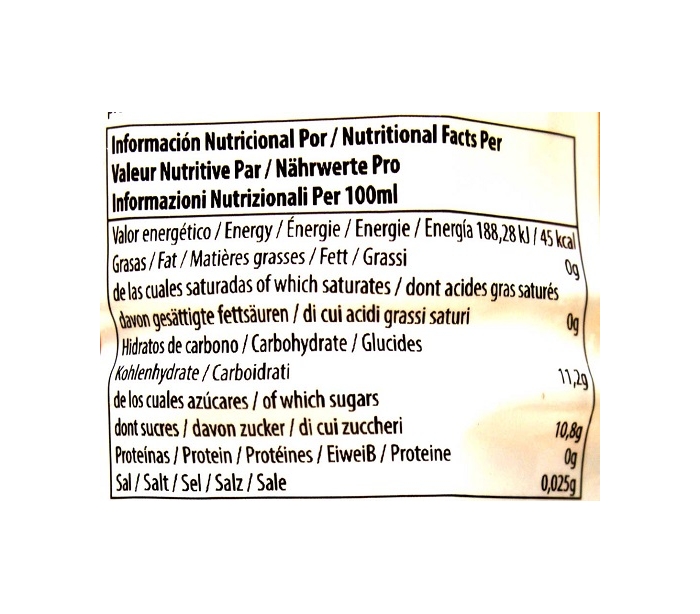 Información Nutricional Por / Nutritional Facts Per
Valeur Nutritive Par / Nährwerte Pro
Informazioni Nutrizionali Per 100ml
Valor energético / Energy / Énergie / Energie / Energía 188,28 kJ / 45 kcal
Grasas / Fat / Matières grasses / Fett / Grassi 0g
de las cuales saturadas of which saturates / dont acides gras saturés
davon gesättigte fettsäuren / di cui acidi grassi saturi 0g
Hidratos de carbono / Carbohydrate / Glucides
Kohlenhydrate / Carboidrati 11,2g
de los cuales azúcares / of which sugars
dont sucres / davon zucker / di cui zuccheri 10,8g
Proteínas / Protein / Protéines / EiweiB / Proteine 0g
Sal / Salt / Sel / Salz / Sale 0,025g